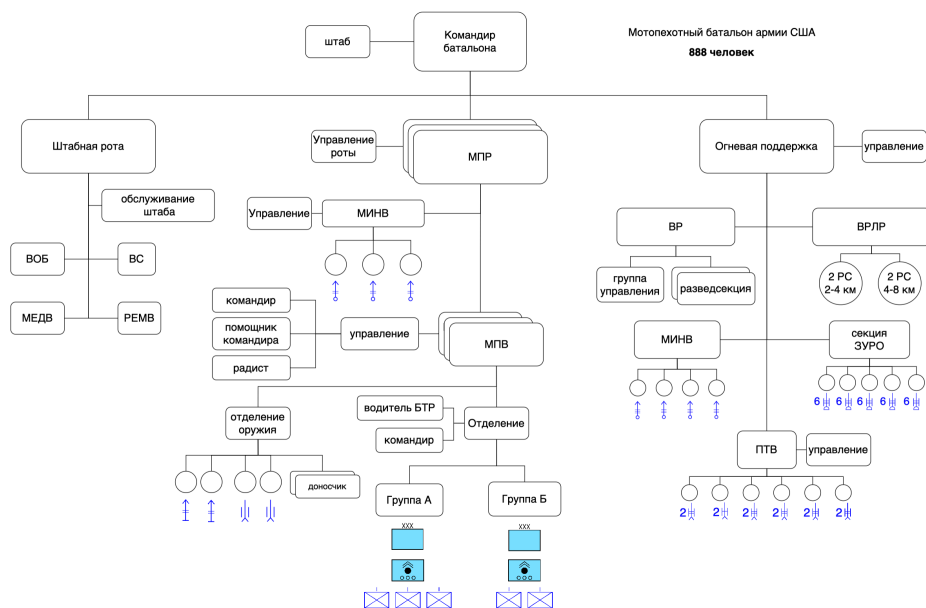 Командир
батальона
штаб
Мотопехотный батальон армии США
888 человек
Штабная рота
Управление
роты
МПР
Огневая поддержка
управление
обслуживание
штаба
Управление
МИНВ
ВР
ВРЛР
ВОБ
ВС
группа
управления
разведсекция
2 РС
2-4 км
2 РС
4-8 км
МЕДВ
РЕМВ
командир
помощник
командира
радист
управление
МПВ
МИНВ
секция
ЗУРО
6 6 6 6 6
отделение
оружия
водитель БТР
командир
Отделение
ПТВ
управление
доносчик
Группа А
Группа Б
2 2 2 2 2 2
XXX
XXX